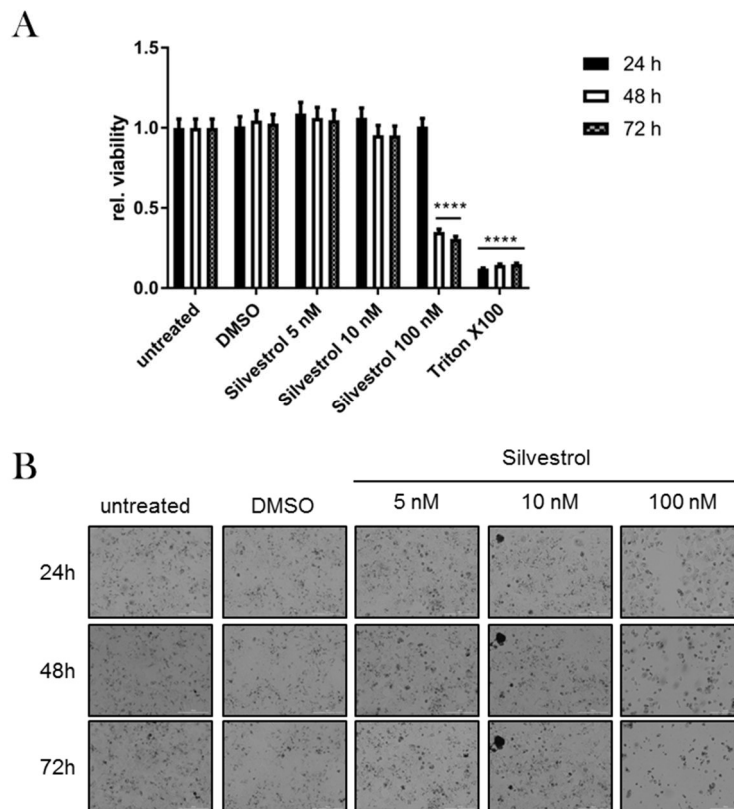 A
1.5
1.0
0.5
0.0
rel. viability
24 h
48 h
72 h
****
****
untreated
DMSO
Silvestrol 5 nM
Silvestrol 10 nM
Silvestrol 100 nM
Triton X100
B
Silvestrol
untreated DMSO 5 nM 10 nM 100 nM
24h
48h
72h